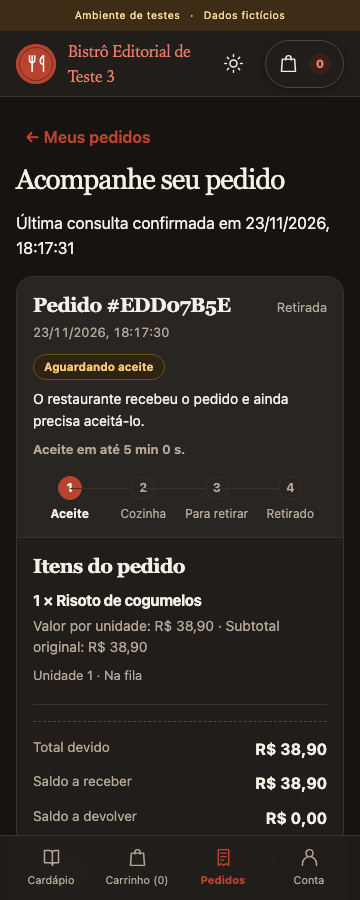 Ambiente de testes · Dados fictícios
Bistrô Editorial de
Teste 3
0
← Meus pedidos
Acompanhe seu pedido
Última consulta confirmada em 23/11/2026,
18:17:31
Pedido #EDD07B5E
Retirada
23/11/2026, 18:17:30
Aguardando aceite
O restaurante recebeu o pedido e ainda
precisa aceitá-lo.
Aceite em até 5 min 0 s.
1 2 3 4
Aceite Cozinha Para retirar Retirado
Itens do pedido
1 × Risoto de cogumelos
Valor por unidade: R$ 38,90 · Subtotal
original: R$ 38,90
Unidade 1 · Na fila
Total devido R$ 38,90
Saldo a receber R$ 38,90
Saldo a devolver R$ 0,00
Cardápio Carrinho (0) Pedidos Conta